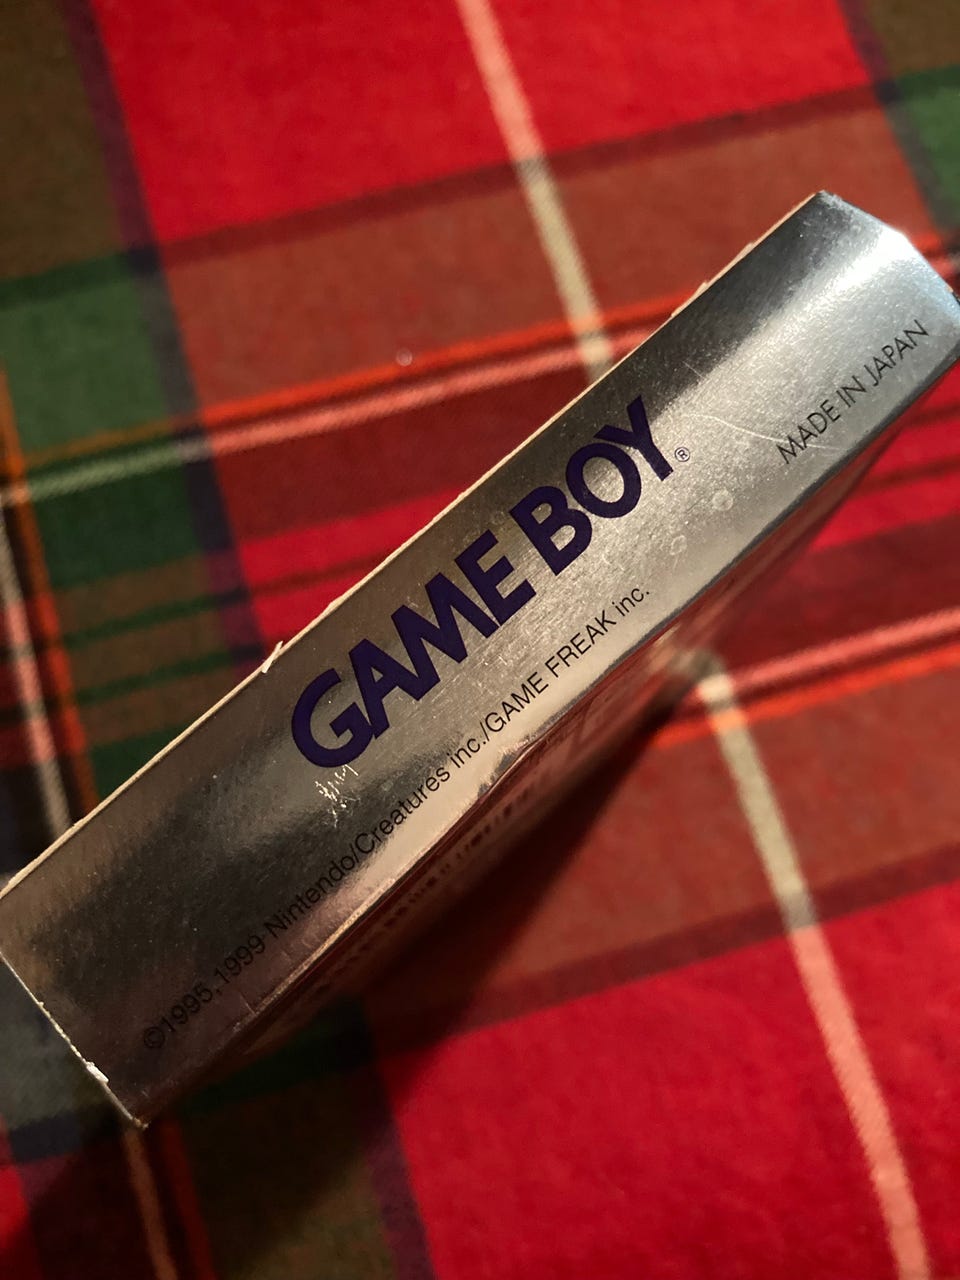 GAME BOY®
MADE IN JAPAN
©1995,1999 Nintendo/Creatures inc./GAME FREAK inc.